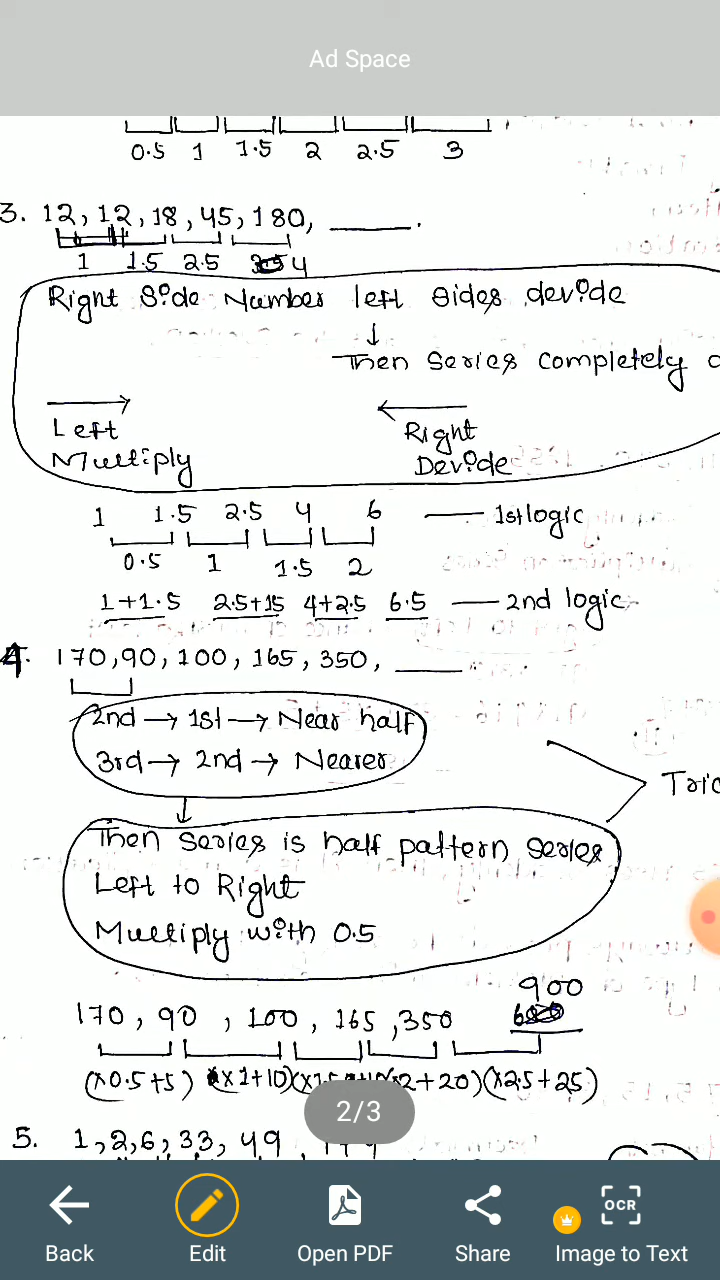 Ad Space
0.5 1 1.5 2 2.5 3
3. 12, 12, 18, 45, 180, ____.
1 1.5 2.5 4
Right Side Number left Sides devide
↓
Then Series completely
→ ←
Left Right
Multiply Devide
1 1.5 2.5 4 6 — 1st logic
0.5 1 1.5 2
1+1.5 2.5+15 4+2.5 6.5 — 2nd logic
4. 170, 90, 100, 165, 350, ____
2nd → 1st → Near half
3rd → 2nd → Nearer
↓
Then Series is half pattern series
Left to Right
Multiply with 0.5
900
170, 90, 100, 165, 350
(×0.5+5) (×1+10) 2+20) (×2.5+25)
2/3
5. 1, 2, 6, 33, 49
Back Edit Open PDF Share Image to Text
OCR